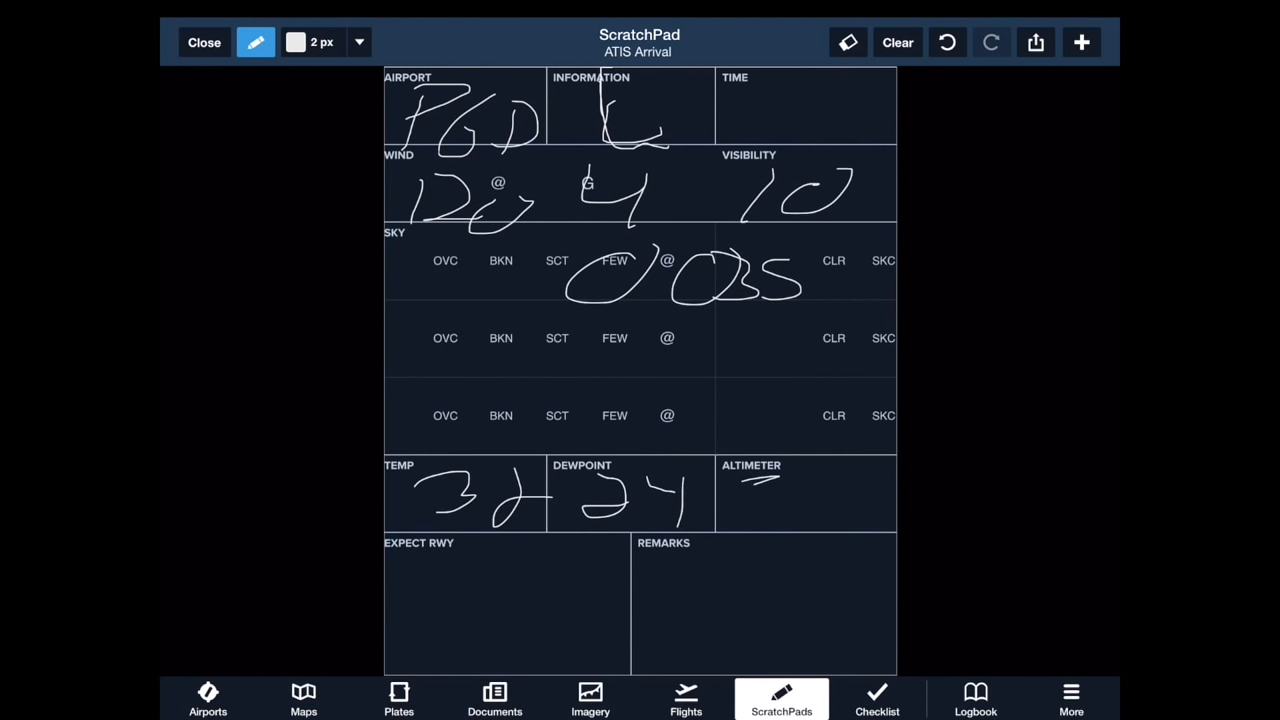 Close 2 px ScratchPad Clear
ATIS Arrival
AIRPORT INFORMATION TIME
PGD L
WIND VISIBILITY
120 @ G 4 10
SKY
OVC BKN SCT FEW @ 035 CLR SKC
OVC BKN SCT FEW @ CLR SKC
OVC BKN SCT FEW @ CLR SKC
TEMP DEWPOINT ALTIMETER
32 24
EXPECT RWY REMARKS
Airports Maps Plates Documents Imagery Flights ScratchPads Checklist Logbook More